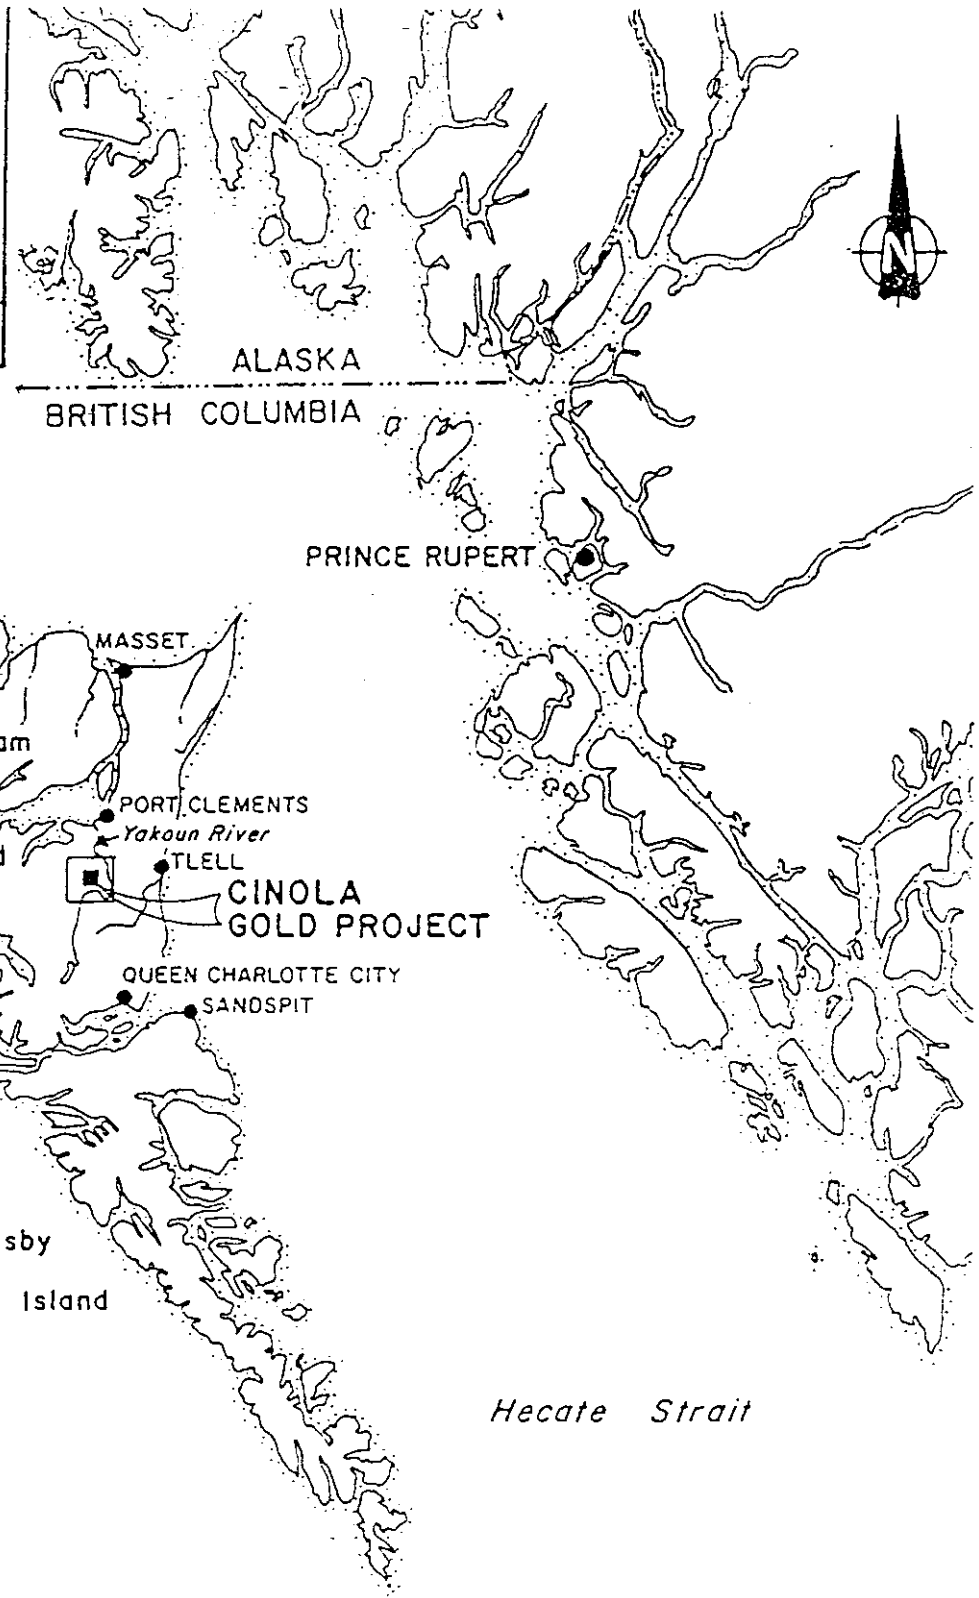 N
ALASKA
BRITISH COLUMBIA
PRINCE RUPERT
MASSET
am
PORT CLEMENTS
Yakoun River
d
TLELL
CINOLA
GOLD PROJECT
QUEEN CHARLOTTE CITY
SANDSPIT
sby
Island
Hecate Strait